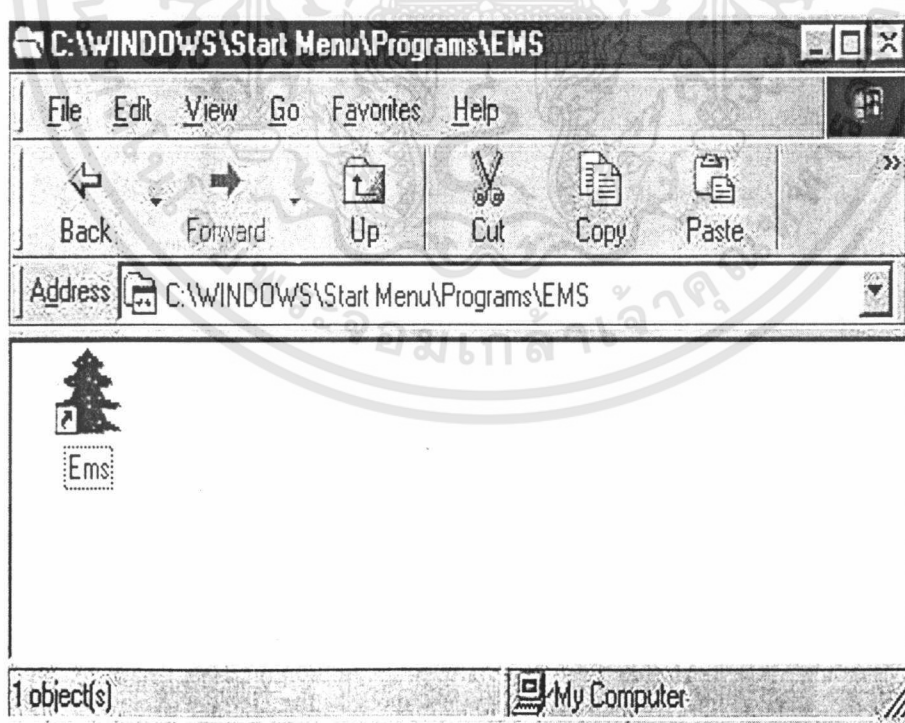 C:\WINDOWS\Start Menu\Programs\EMS
File Edit View Go Favorites Help
»
Back Forward Up Cut Copy Paste
Address C:\WINDOWS\Start Menu\Programs\EMS
Ems
1 object(s) My Computer